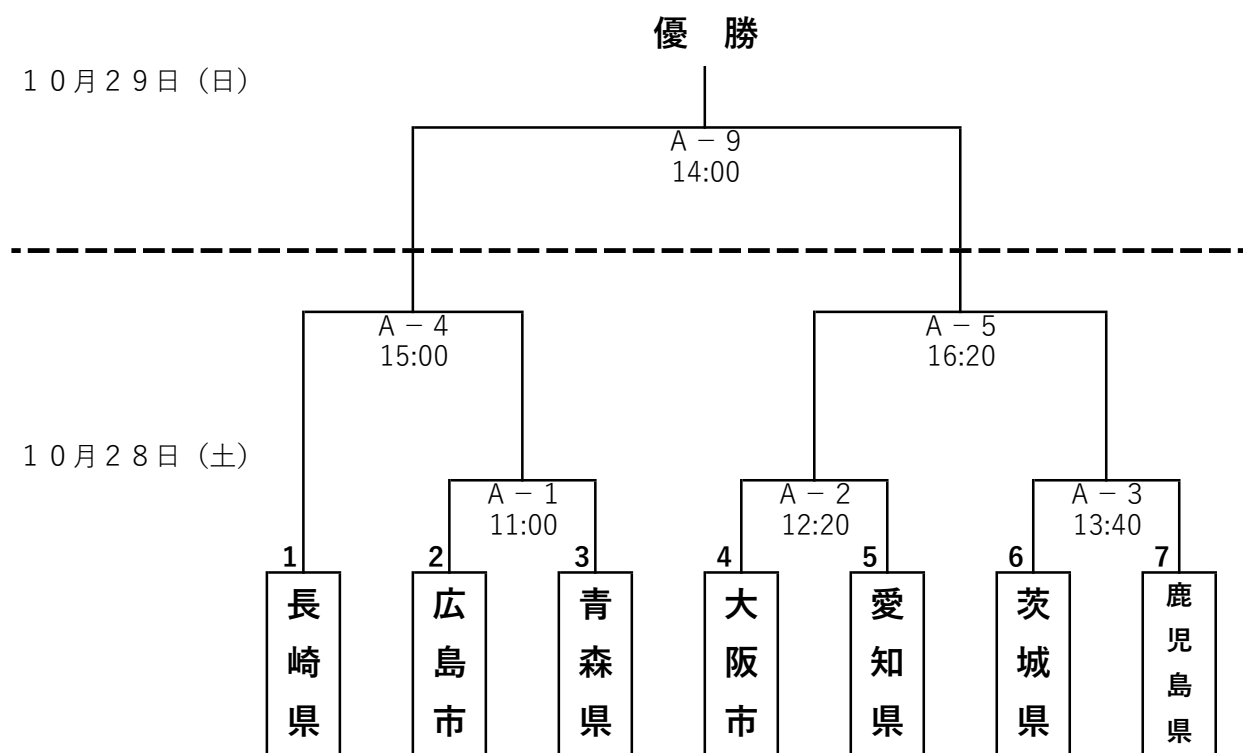 優　勝
１０月２９日（日）
A － 9
14:00
A － 4
15:00
A － 5
16:20
１０月２８日（土）
A － 1
11:00
A － 2
12:20
A － 3
13:40
1
2
3
4
5
6
7
長崎県
広島市
青森県
大阪市
愛知県
茨城県
鹿児島県